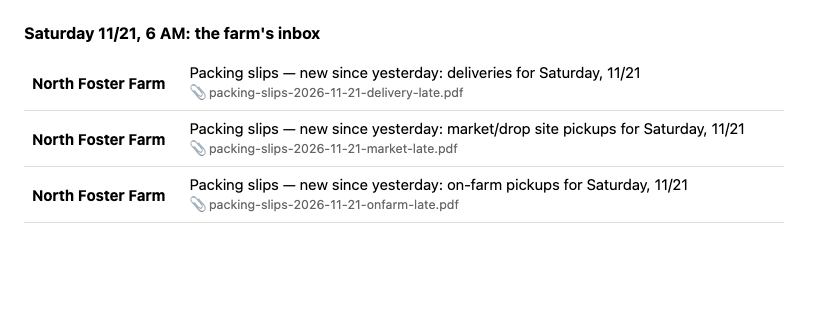 Saturday 11/21, 6 AM: the farm's inbox
North Foster Farm
Packing slips — new since yesterday: deliveries for Saturday, 11/21
packing-slips-2026-11-21-delivery-late.pdf
North Foster Farm
Packing slips — new since yesterday: market/drop site pickups for Saturday, 11/21
packing-slips-2026-11-21-market-late.pdf
North Foster Farm
Packing slips — new since yesterday: on-farm pickups for Saturday, 11/21
packing-slips-2026-11-21-onfarm-late.pdf